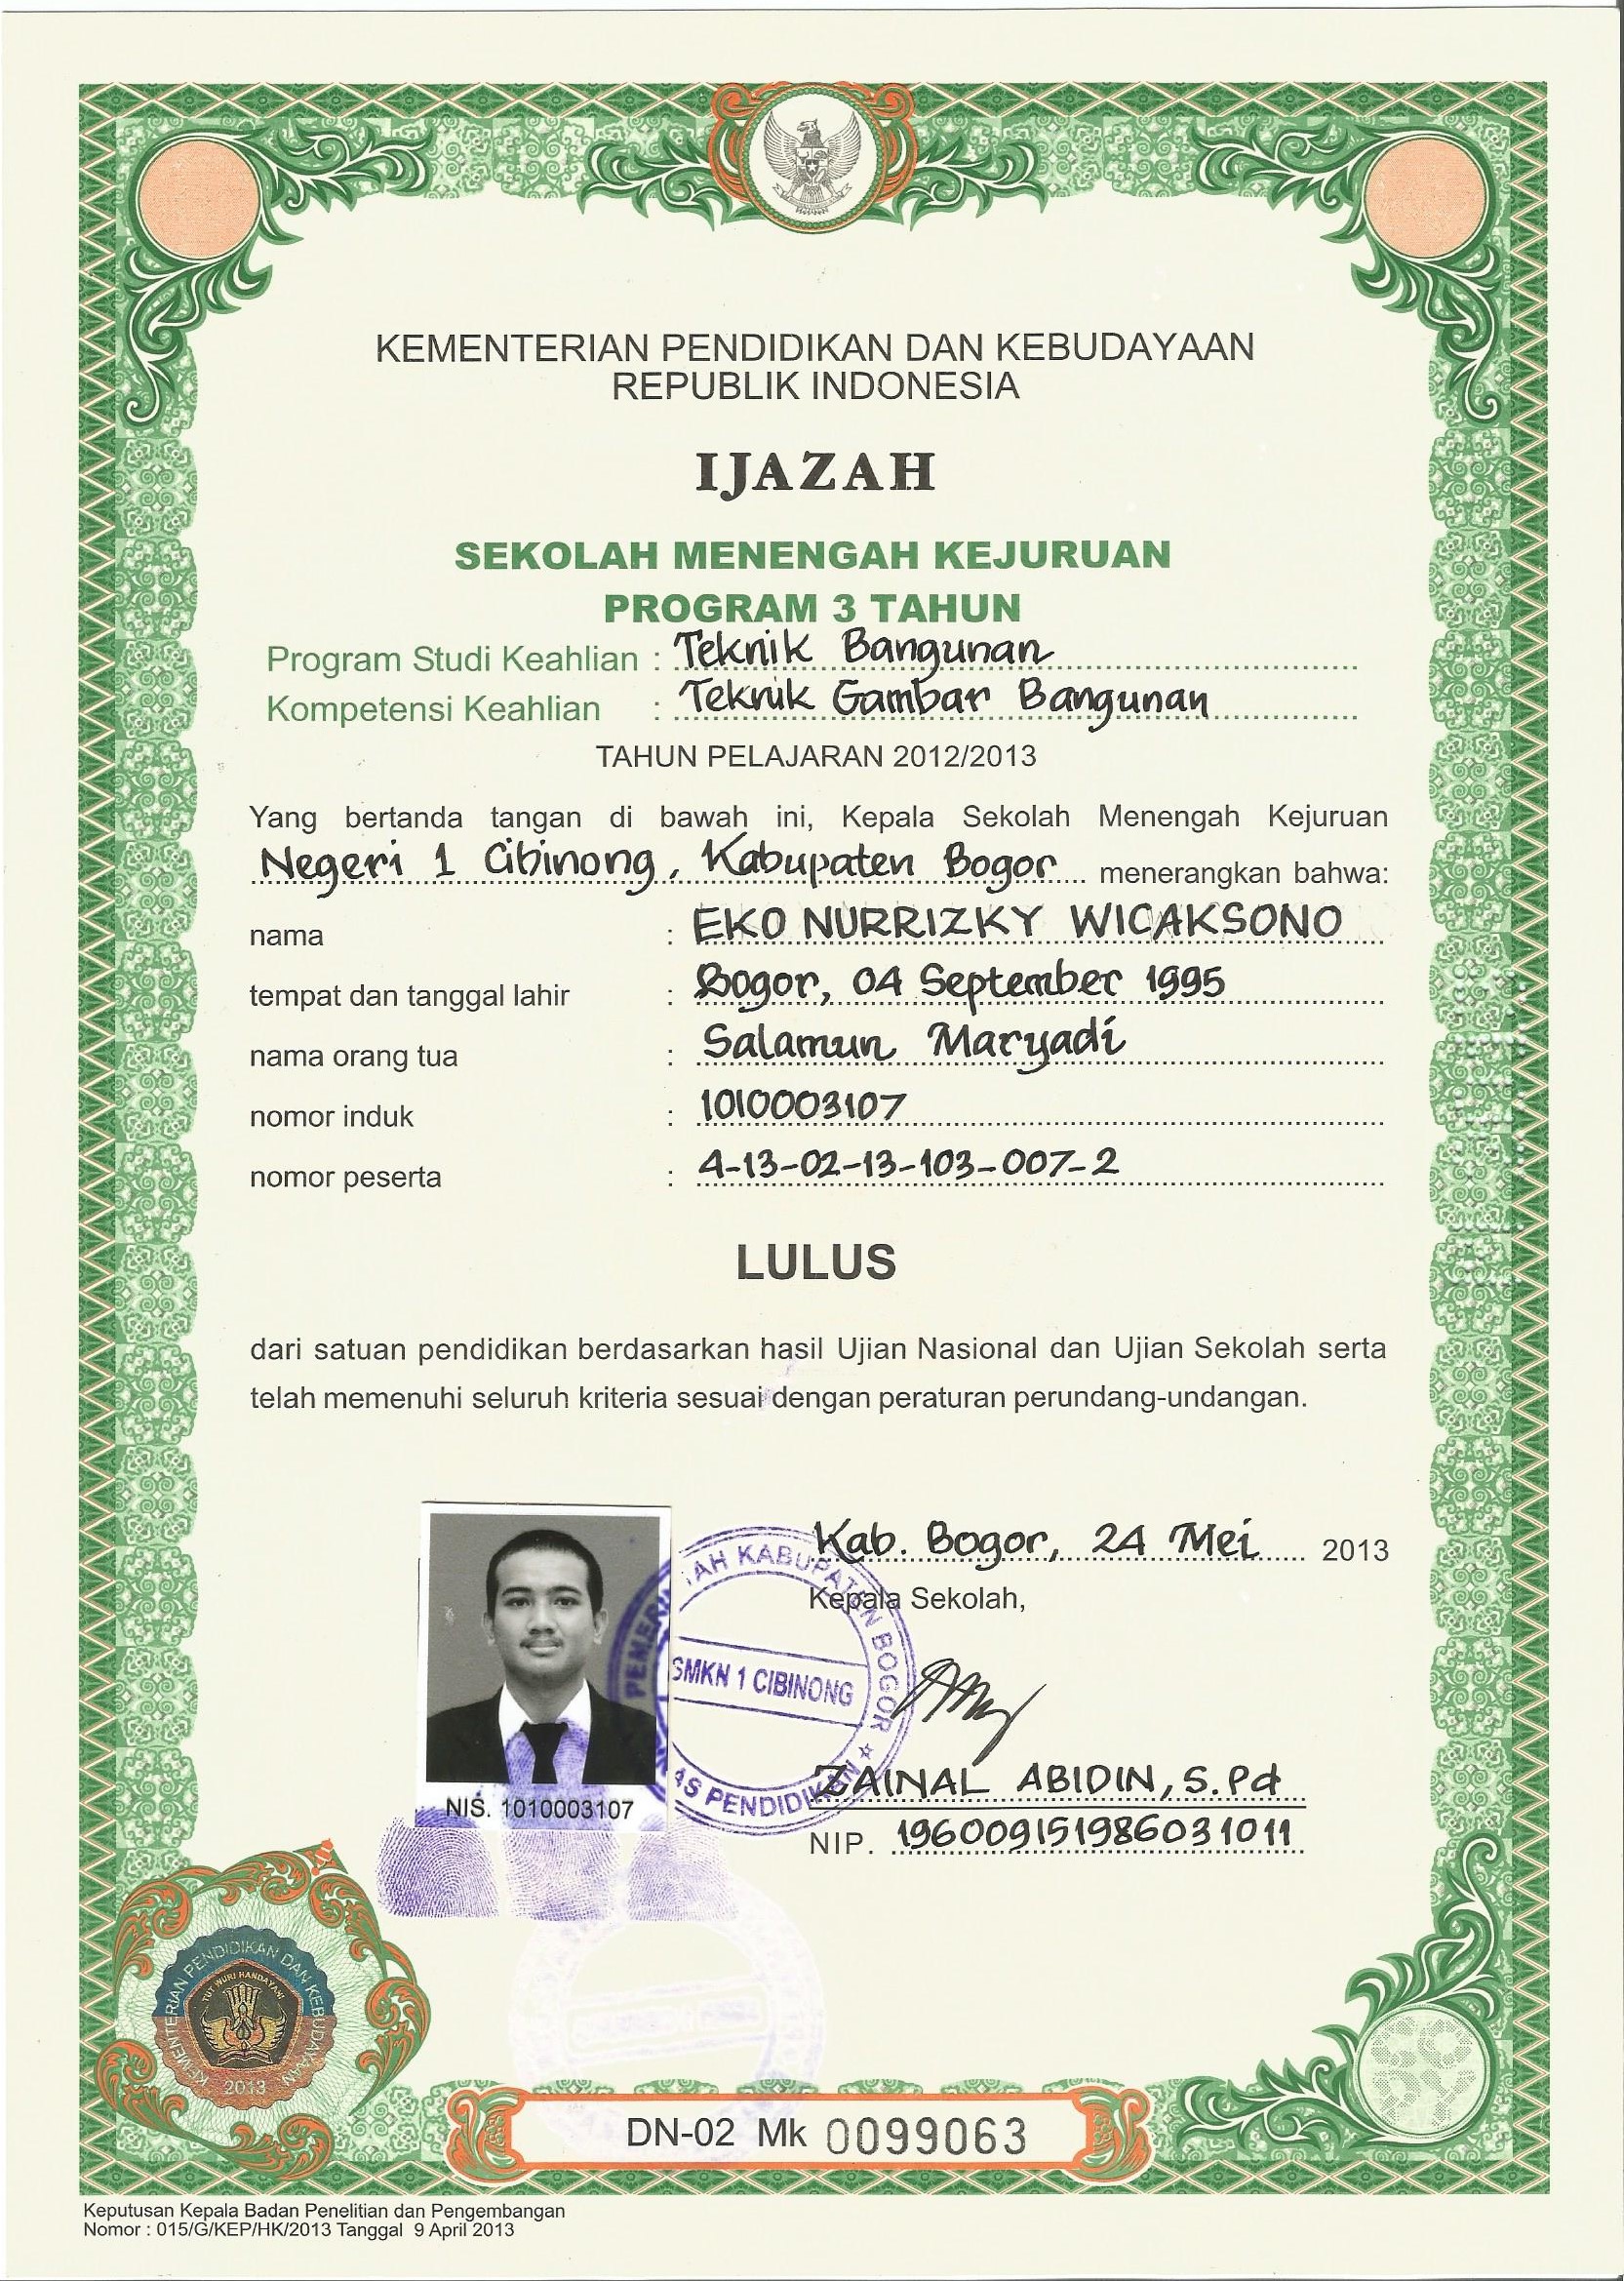 KEMENTERIAN PENDIDIKAN DAN KEBUDAYAAN
REPUBLIK INDONESIA
IJAZAH
SEKOLAH MENENGAH KEJURUAN
PROGRAM 3 TAHUN
Program Studi Keahlian : Teknik Bangunan
Kompetensi Keahlian : Teknik Gambar Bangunan
TAHUN PELAJARAN 2012/2013
Yang bertanda tangan di bawah ini, Kepala Sekolah Menengah Kejuruan
Negeri 1 Cibinong, Kabupaten Bogor menerangkan bahwa:
nama : EKO NURRIZKY WICAKSONO
tempat dan tanggal lahir : Bogor, 04 September 1995
nama orang tua : Salamun Maryadi
nomor induk : 1010003107
nomor peserta : 4-13-02-13-103-007-2
LULUS
dari satuan pendidikan berdasarkan hasil Ujian Nasional dan Ujian Sekolah serta
telah memenuhi seluruh kriteria sesuai dengan peraturan perundang-undangan.
Kab. Bogor, 24 Mei 2013
Kepala Sekolah,
KABUPATEN BOGOR
SMKN 1 CIBINONG
PENDIDIKAN
ZAINAL ABIDIN, S.Pd
NIP. 196009151986031011
NIS. 1010003107
KEMENTERIAN PENDIDIKAN DAN KEBUDAYAAN
TUT WURI HANDAYANI
2013
DN-02 Mk 0099063
Keputusan Kepala Badan Penelitian dan Pengembangan
Nomor : 015/G/KEP/HK/2013 Tanggal 9 April 2013